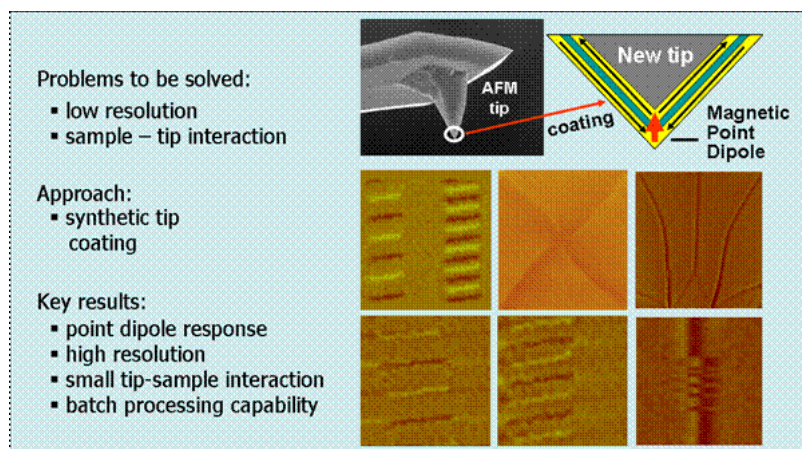 Problems to be solved:
▪ low resolution
▪ sample – tip interaction
Approach:
▪ synthetic tip
coating
Key results:
▪ point dipole response
▪ high resolution
▪ small tip-sample interaction
▪ batch processing capability
AFM
tip
coating
New tip
Magnetic
Point
Dipole